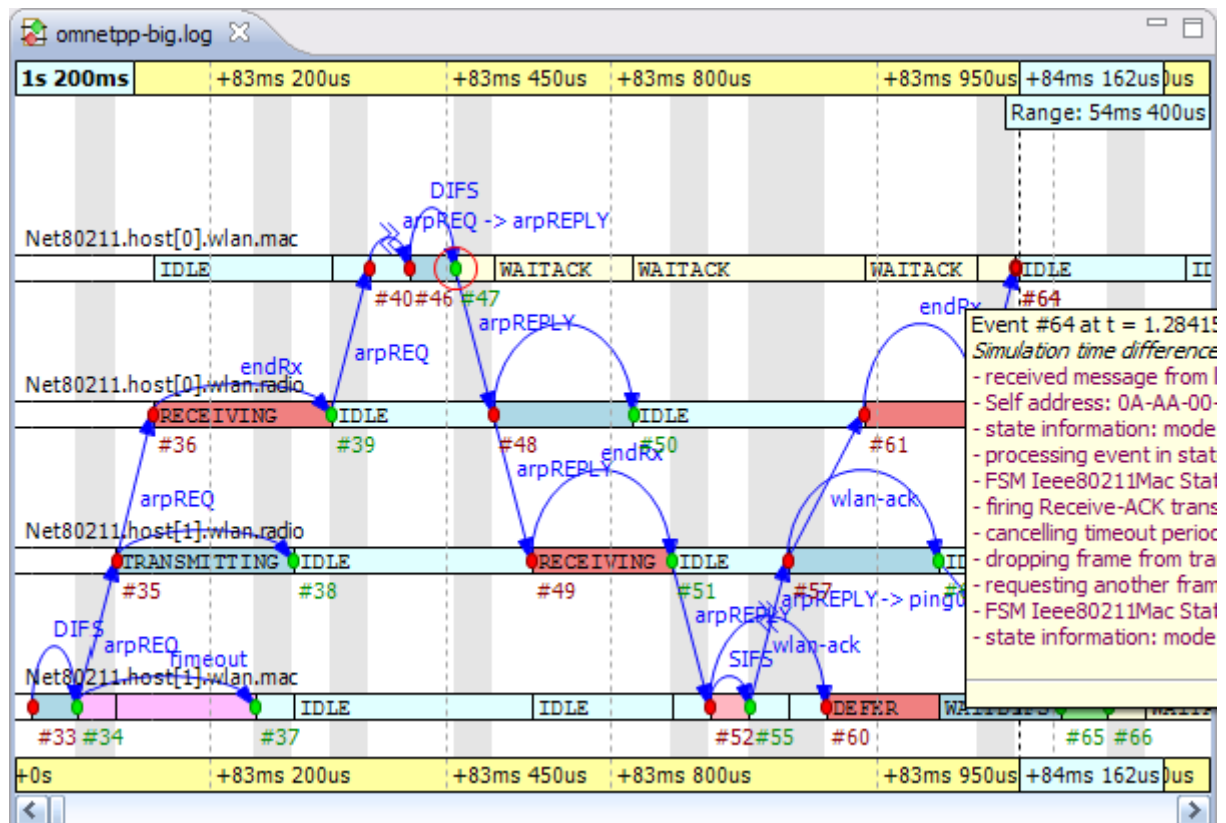 omnetpp-big.log
1s 200ms +83ms 200us +83ms 450us +83ms 800us +83ms 950us +84ms 162us us
Range: 54ms 400us
DIFS
arpREQ -> arpREPLY
Net80211.host[0].wlan.mac
IDLE WAITACK WAITACK WAITACK IDLE
#40 #46 #47 #64
arpREQ arpREPLY endRx
endRx
Net80211.host[0].wlan.radio
RECEIVING IDLE IDLE
#36 #39 #48 #50 #61
arpREQ arpREPLY endRx wlan-ack
Net80211.host[1].wlan.radio
TRANSMITTING IDLE RECEIVING IDLE
#35 #38 #49 #51 #57
DIFS arpREQ Timeout arpREPLY arpREPLY -> ping0
SIFS wlan-ack
Net80211.host[1].wlan.mac
IDLE IDLE DEFER
#33 #34 #37 #52 #55 #60 #65 #66
Event #64 at t = 1.28415
Simulation time difference
- received message from
- Self address: 0A-AA-00-
- state information: mode
- processing event in stat
- FSM Ieee80211Mac Stat
- firing Receive-ACK trans
- cancelling timeout period
- dropping frame from tra
- requesting another fram
- FSM Ieee80211Mac Stat
- state information: mode
+0s +83ms 200us +83ms 450us +83ms 800us +83ms 950us +84ms 162us us